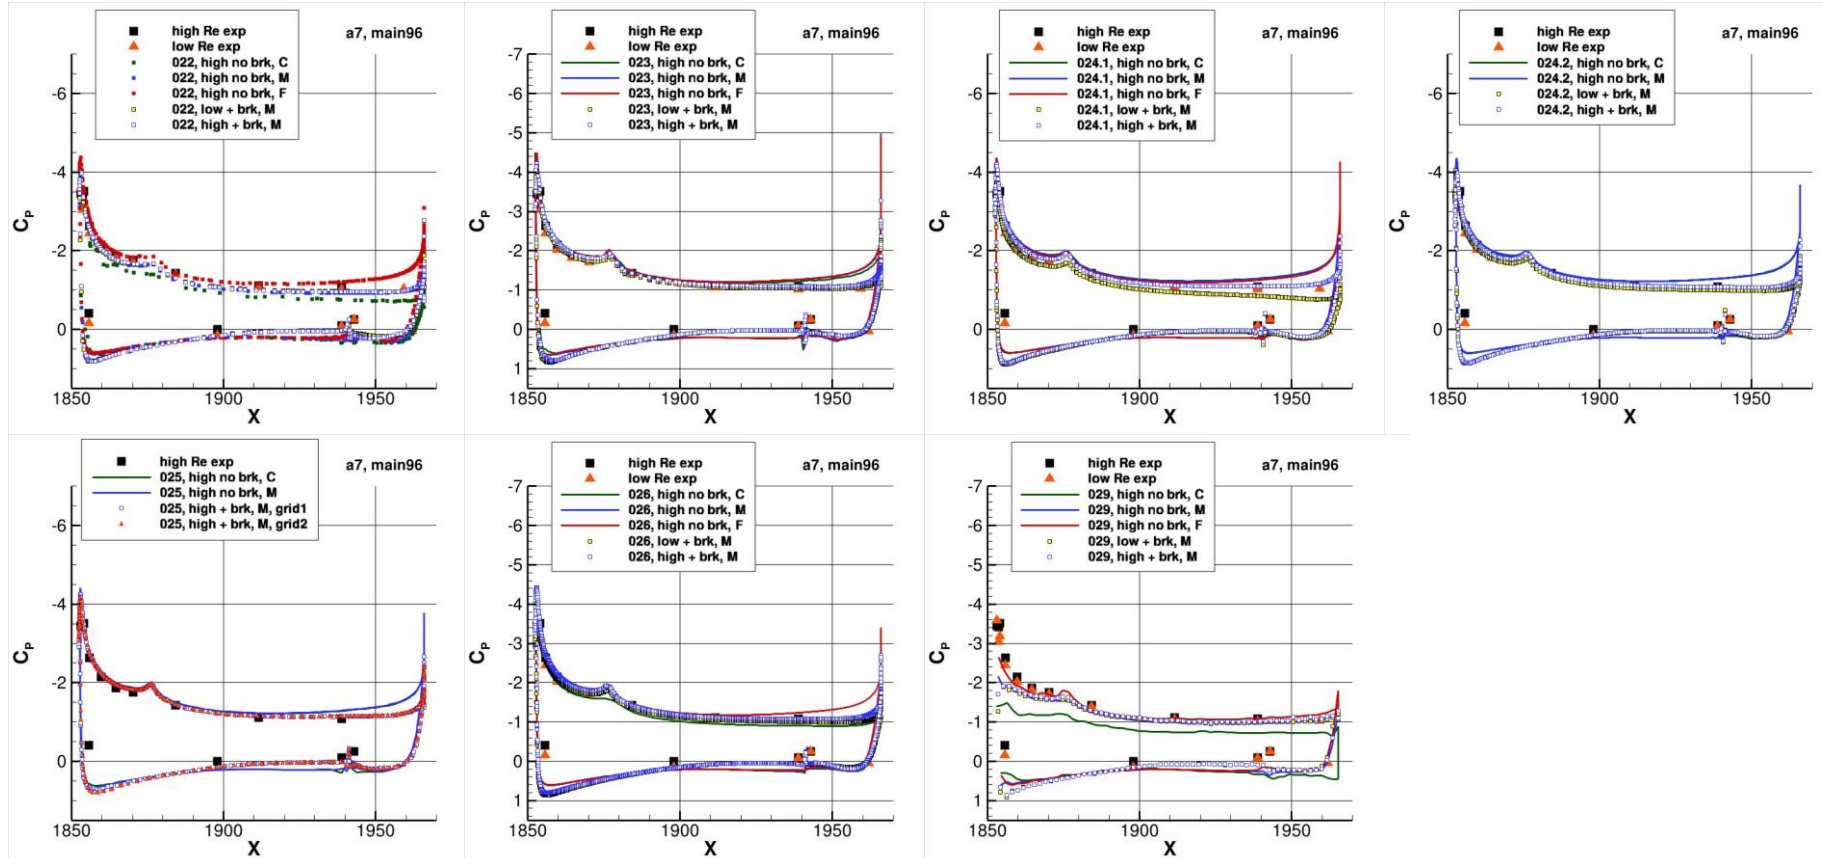 high Re exp
low Re exp
022, high no brk, C
022, high no brk, M
022, high no brk, F
022, low + brk, M
022, high + brk, M
a7, main96
-6
-4
-2
0
1850
1900
1950
CP
X
high Re exp
low Re exp
023, high no brk, C
023, high no brk, M
023, high no brk, F
023, low + brk, M
023, high + brk, M
a7, main96
-7
-6
-5
-4
-3
-2
-1
0
1
1850
1900
1950
CP
X
high Re exp
low Re exp
024.1, high no brk, C
024.1, high no brk, M
024.1, high no brk, F
024.1, low + brk, M
024.1, high + brk, M
a7, main96
-6
-4
-2
0
1850
1900
1950
CP
X
high Re exp
low Re exp
024.2, high no brk, C
024.2, high no brk, M
024.2, low + brk, M
024.2, high + brk, M
a7, main96
-6
-4
-2
0
1850
1900
1950
CP
X
high Re exp
025, high no brk, C
025, high no brk, M
025, high + brk, M, grid1
025, high + brk, M, grid2
a7, main96
-6
-4
-2
0
1850
1900
1950
CP
X
high Re exp
low Re exp
026, high no brk, C
026, high no brk, M
026, high no brk, F
026, low + brk, M
026, high + brk, M
a7, main96
-7
-6
-5
-4
-3
-2
-1
0
1
1850
1900
1950
CP
X
high Re exp
low Re exp
029, high no brk, C
029, high no brk, M
029, high no brk, F
029, low + brk, M
029, high + brk, M
a7, main96
-7
-6
-5
-4
-3
-2
-1
0
1
1850
1900
1950
CP
X